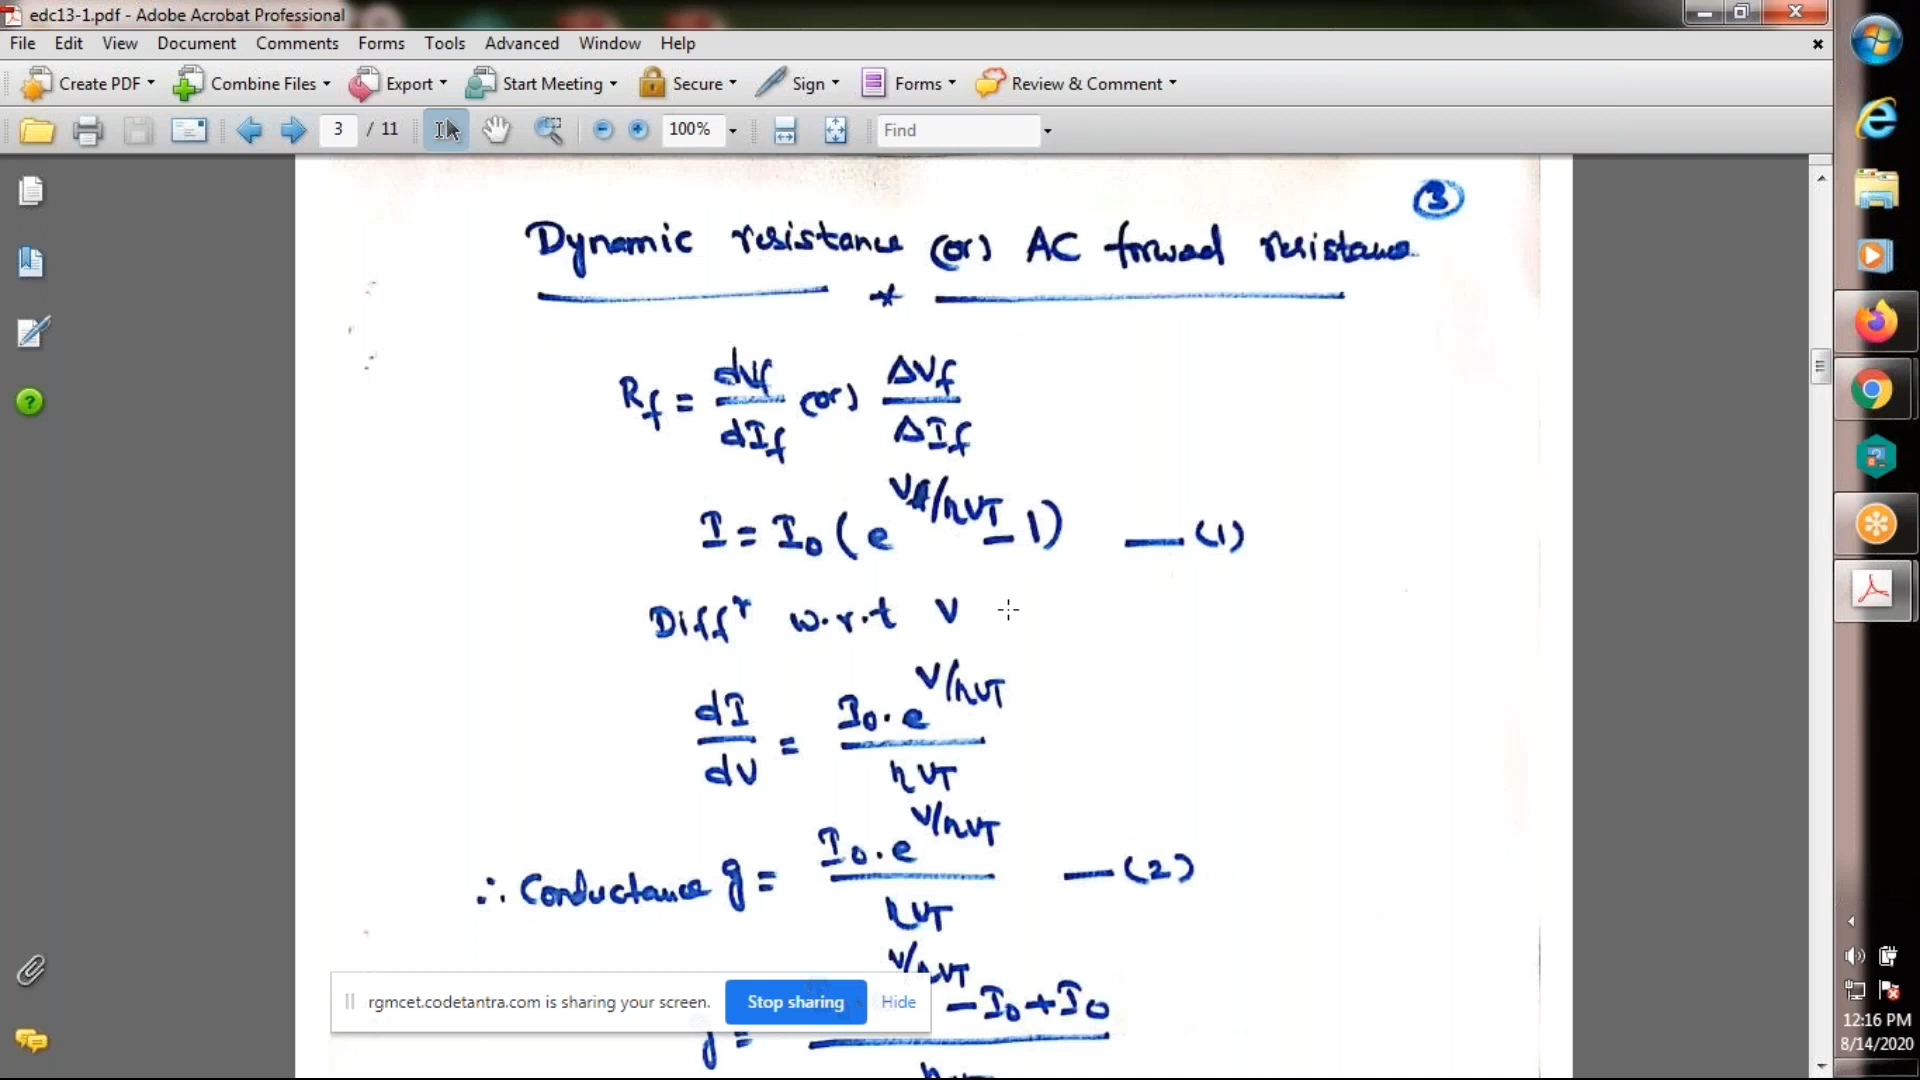 edc13-1.pdf - Adobe Acrobat Professional
File Edit View Document Comments Forms Tools Advanced Window Help
Create PDF Combine Files Export Start Meeting Secure Sign Forms Review & Comment
3 / 11 100% Find
3
Dynamic resistance (or) AC forward resistance
Rf = dVf/dIf (or) ΔVf/ΔIf
I = I0 (e^Vf/ηVT - 1) — (1)
Diffr w.r.t V
dI/dV = I0 . e^V/ηVT / ηVT
∴ Conductance g = I0 . e^V/ηVT / ηVT — (2)
rgmcet.codetantra.com is sharing your screen. Stop sharing Hide
V/ηVT - I0 + I0
g =
ηVT
12:16 PM
8/14/2020